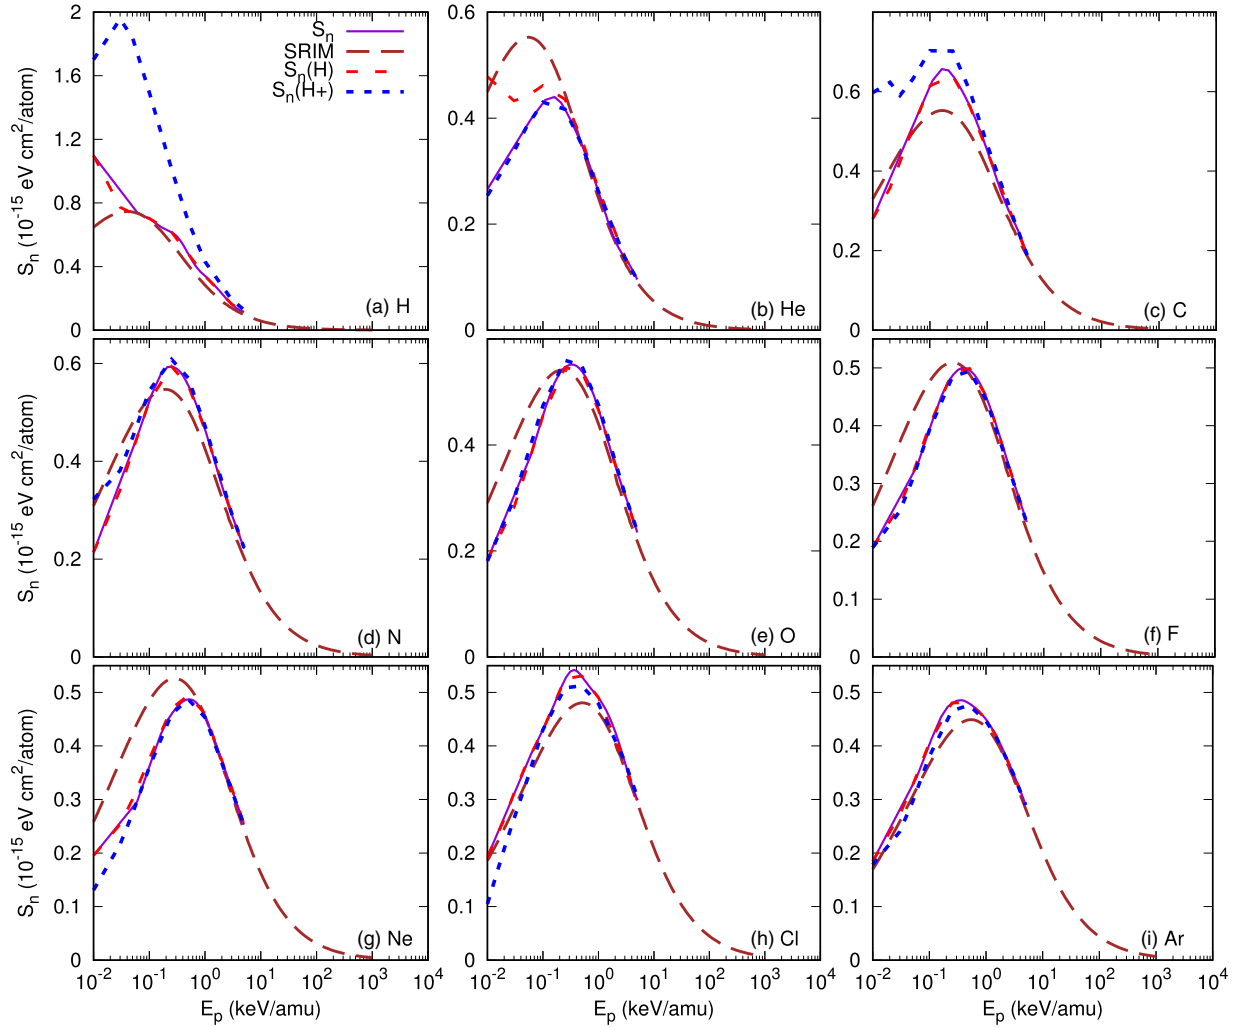 S_n
SRIM
S_n(H)
S_n(H+)
S_n (10^-15 eV cm^2/atom)
2
1.6
1.2
0.8
0.4
0
(a) H
0.6
0.4
0.2
0
(b) He
0.6
0.4
0.2
0
(c) C
S_n (10^-15 eV cm^2/atom)
0.6
0.4
0.2
0
(d) N
0.4
0.2
0
(e) O
0.5
0.4
0.3
0.2
0.1
0
(f) F
S_n (10^-15 eV cm^2/atom)
0.5
0.4
0.3
0.2
0.1
0
(g) Ne
0.5
0.4
0.3
0.2
0.1
0
(h) Cl
0.5
0.4
0.3
0.2
0.1
0
(i) Ar
10^-2 10^-1 10^0 10^1 10^2 10^3 10^4
10^-2 10^-1 10^0 10^1 10^2 10^3 10^4
10^-2 10^-1 10^0 10^1 10^2 10^3 10^4
E_p (keV/amu)
E_p (keV/amu)
E_p (keV/amu)